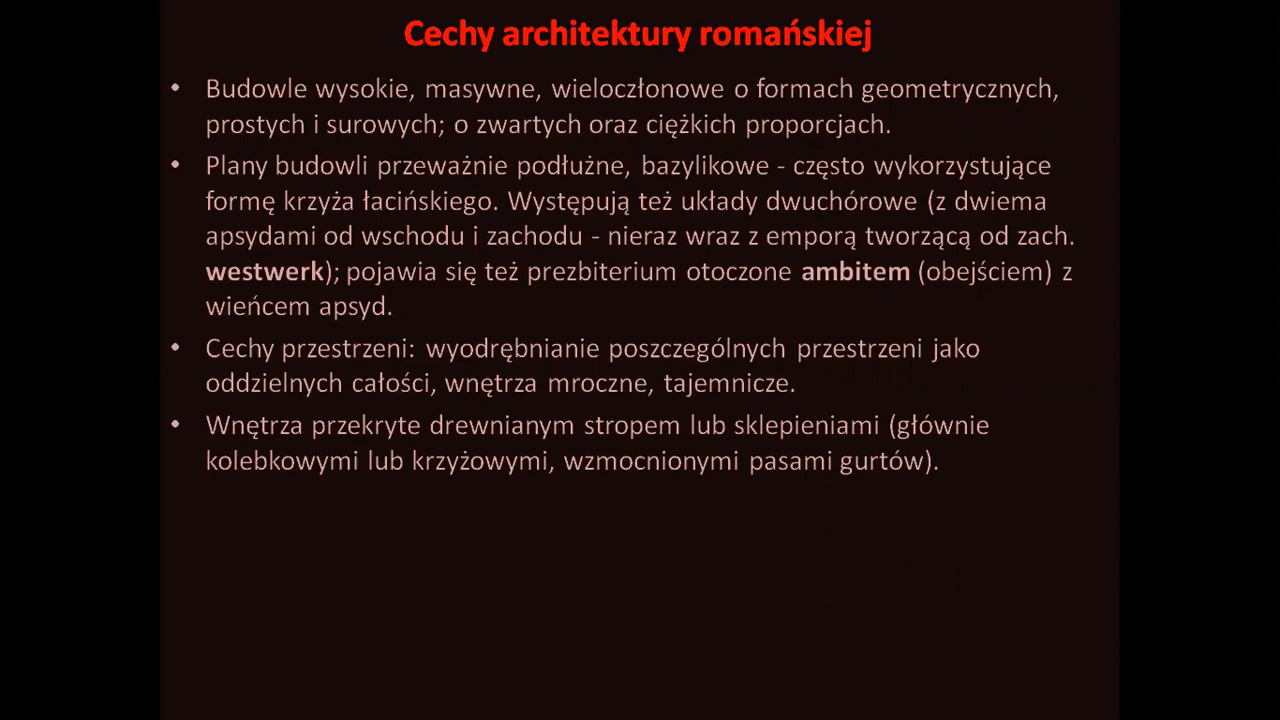 Cechy architektury romańskiej
• Budowle wysokie, masywne, wieloczłonowe o formach geometrycznych,
prostych i surowych; o zwartych oraz ciężkich proporcjach.
• Plany budowli przeważnie podłużne, bazylikowe - często wykorzystujące
formę krzyża łacińskiego. Występują też układy dwuchórowe (z dwiema
apsydami od wschodu i zachodu - nieraz wraz z emporą tworzącą od zach.
westwerk); pojawia się też prezbiterium otoczone ambitem (obejściem) z
wieńcem apsyd.
• Cechy przestrzeni: wyodrębnianie poszczególnych przestrzeni jako
oddzielnych całości, wnętrza mroczne, tajemnicze.
• Wnętrza przekryte drewnianym stropem lub sklepieniami (głównie
kolebkowymi lub krzyżowymi, wzmocnionymi pasami gurtów).